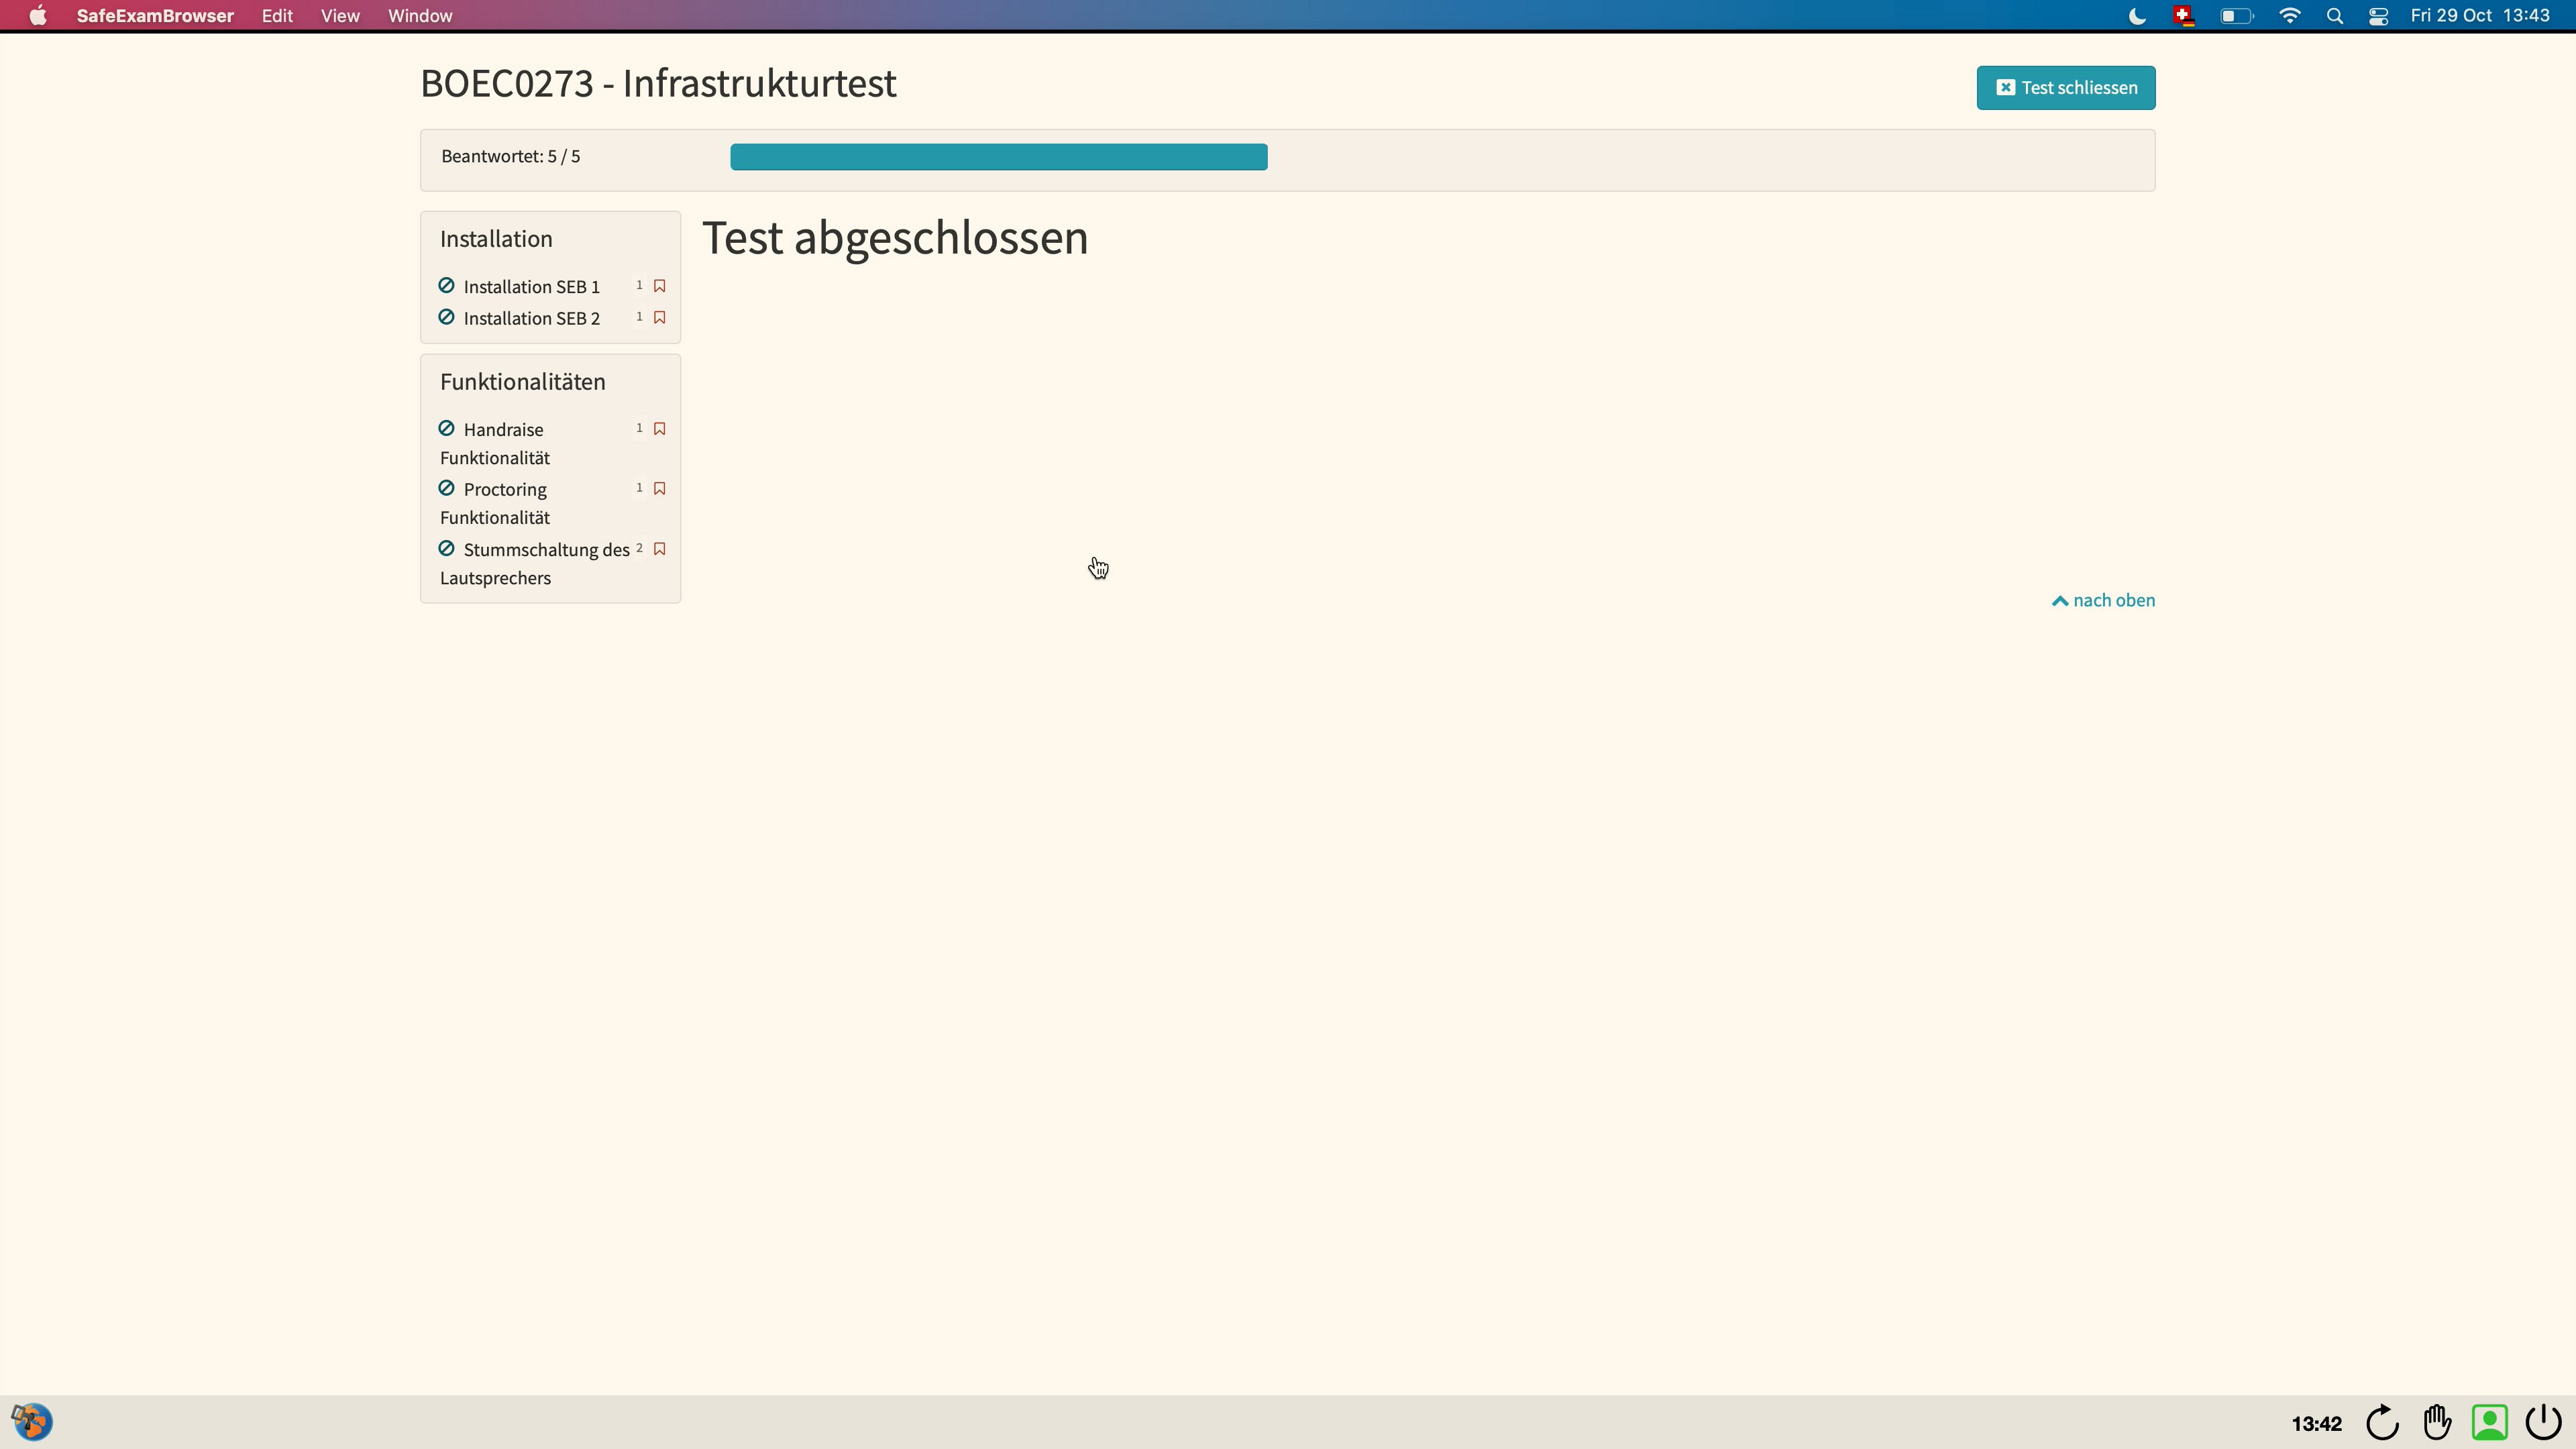 SafeExamBrowser Edit View Window Fri 29 Oct 13:43
BOEC0273 - Infrastrukturtest
Test schliessen
Beantwortet: 5 / 5
Installation
Installation SEB 1 1
Installation SEB 2 1
Funktionalitäten
Handraise 1
Funktionalität
Proctoring 1
Funktionalität
Stummschaltung des 2
Lautsprechers
Test abgeschlossen
nach oben
13:42